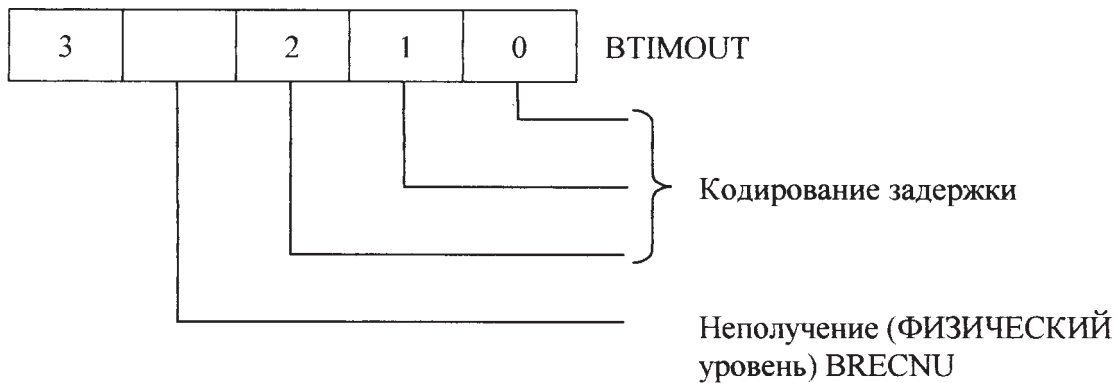 3 2 1 0 BTIMOUT
Кодирование задержки
Неполучение (ФИЗИЧЕСКИЙ
уровень) BRECNU